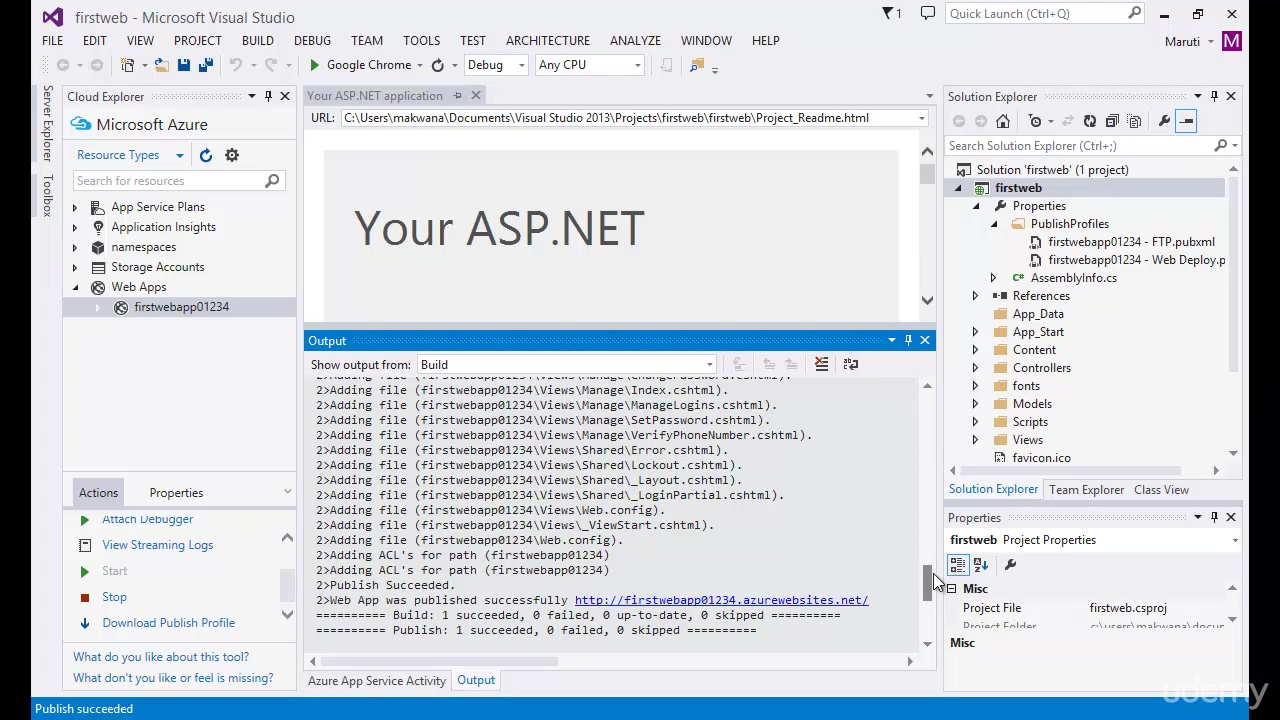 firstweb - Microsoft Visual Studio
1
Quick Launch (Ctrl+Q)
FILE EDIT VIEW PROJECT BUILD DEBUG TEAM TOOLS TEST ARCHITECTURE ANALYZE WINDOW HELP
Maruti M
Google Chrome Debug Any CPU
Server Explorer
Toolbox
Cloud Explorer
Microsoft Azure
Resource Types
Search for resources
App Service Plans
Application Insights
namespaces
Storage Accounts
Web Apps
firstwebapp01234
Actions Properties
Attach Debugger
View Streaming Logs
Start
Stop
Download Publish Profile
What do you like about this tool?
What don't you like or feel is missing?
Your ASP.NET application
URL: C:\Users\makwana\Documents\Visual Studio 2013\Projects\firstweb\firstweb\Project_Readme.html
Your ASP.NET
Output
Show output from: Build
2>Adding file (firstwebapp01234\Views\Manage\ChangePassword.cshtml).
2>Adding file (firstwebapp01234\Views\Manage\Index.cshtml).
2>Adding file (firstwebapp01234\Views\Manage\ManageLogins.cshtml).
2>Adding file (firstwebapp01234\Views\Manage\SetPassword.cshtml).
2>Adding file (firstwebapp01234\Views\Manage\VerifyPhoneNumber.cshtml).
2>Adding file (firstwebapp01234\Views\Shared\Error.cshtml).
2>Adding file (firstwebapp01234\Views\Shared\Lockout.cshtml).
2>Adding file (firstwebapp01234\Views\Shared\_Layout.cshtml).
2>Adding file (firstwebapp01234\Views\Shared\_LoginPartial.cshtml).
2>Adding file (firstwebapp01234\Views\Web.config).
2>Adding file (firstwebapp01234\Views\_ViewStart.cshtml).
2>Adding file (firstwebapp01234\Web.config).
2>Adding ACL's for path (firstwebapp01234)
2>Adding ACL's for path (firstwebapp01234)
2>Publish Succeeded.
2>Web App was published successfully http://firstwebapp01234.azurewebsites.net/
========== Build: 1 succeeded, 0 failed, 0 up-to-date, 0 skipped ==========
========== Publish: 1 succeeded, 0 failed, 0 skipped ==========
Azure App Service Activity Output
Solution Explorer
Search Solution Explorer (Ctrl+;)
Solution 'firstweb' (1 project)
firstweb
Properties
PublishProfiles
firstwebapp01234 - FTP.pubxml
firstwebapp01234 - Web Deploy.p
C# AssemblyInfo.cs
References
App_Data
App_Start
Content
Controllers
fonts
Models
Scripts
Views
favicon.ico
Solution Explorer Team Explorer Class View
Properties
firstweb Project Properties
Misc
Project File firstweb.csproj
Project Folder c:\users\makwana\docum
Misc
Publish succeeded
udemy